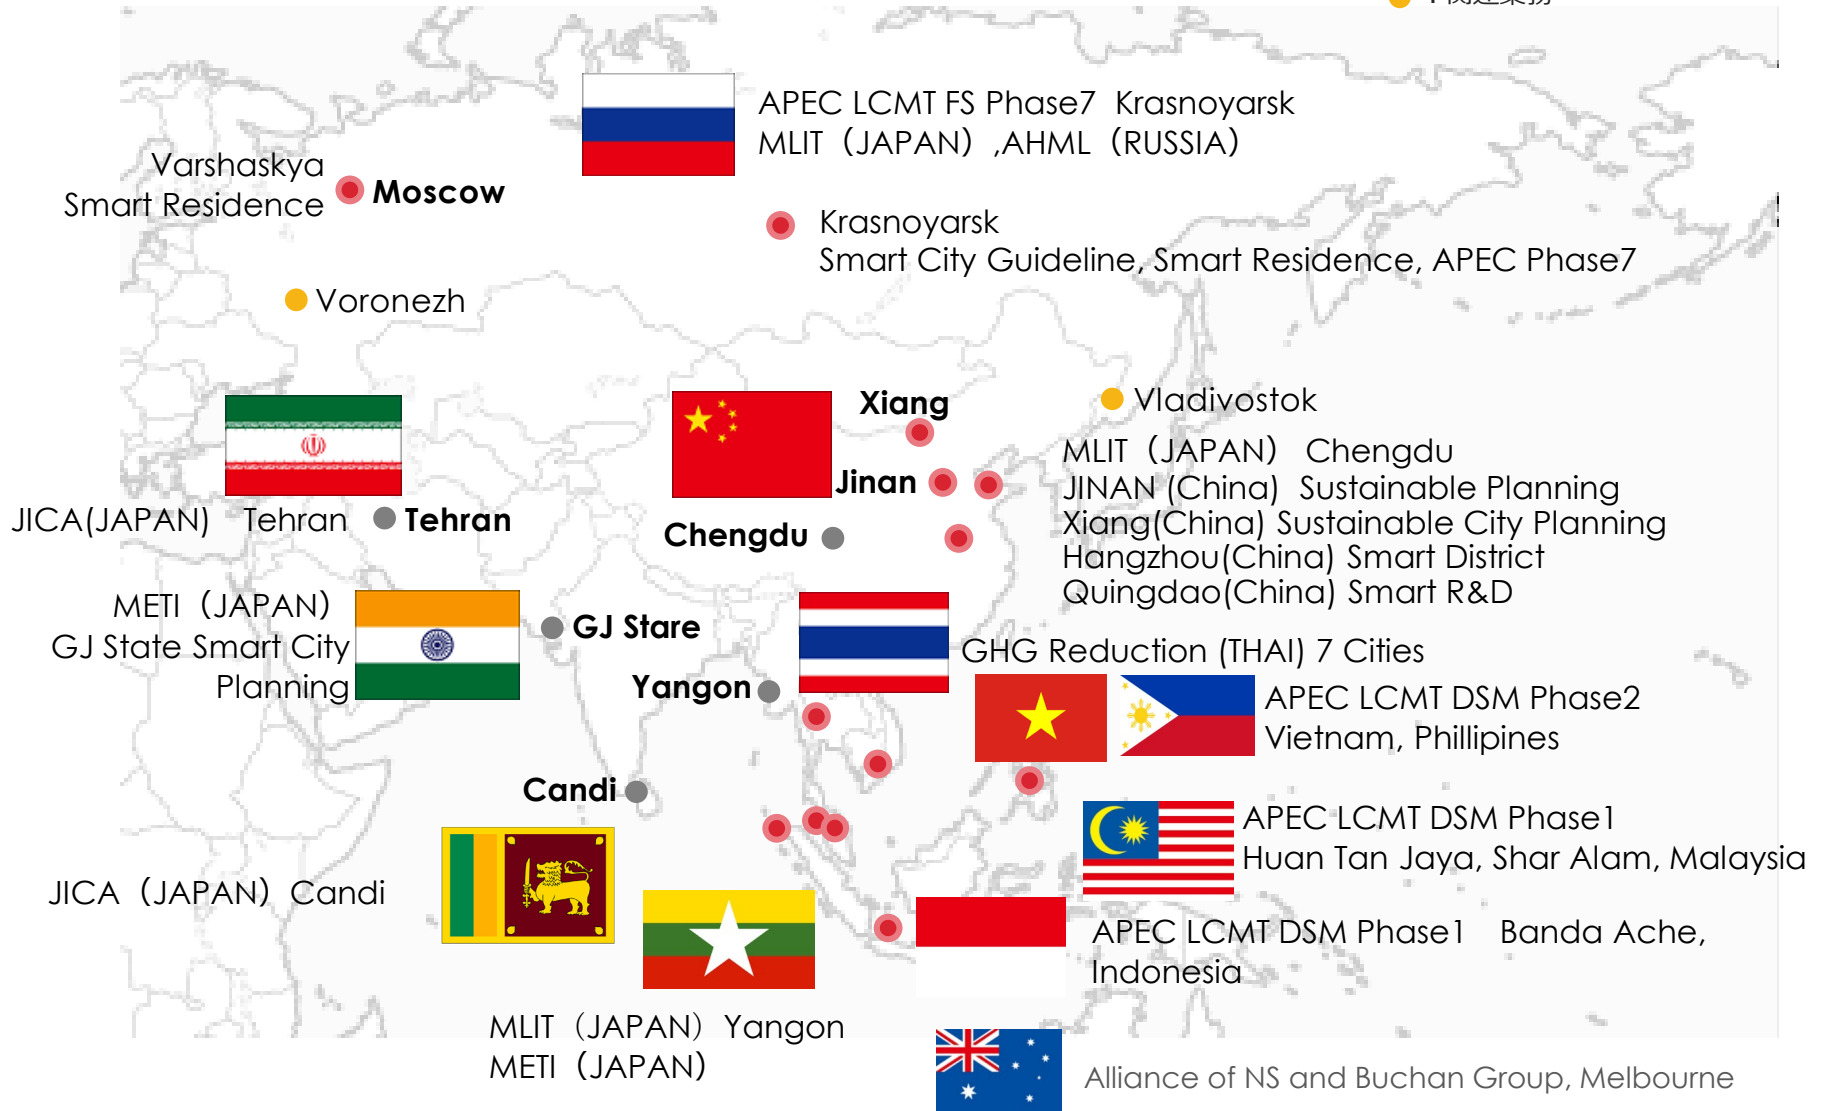 APEC LCMT FS Phase7 Krasnoyarsk
MLIT（JAPAN）,AHML（RUSSIA）
Varshaskya
Smart Residence
Moscow
Krasnoyarsk
Smart City Guideline, Smart Residence, APEC Phase7
Voronezh
Xiang
Vladivostok
Jinan
MLIT（JAPAN） Chengdu
JINAN (China) Sustainable Planning
Xiang(China) Sustainable City Planning
Hangzhou(China) Smart District
Quingdao(China) Smart R&D
JICA(JAPAN) Tehran
Tehran
Chengdu
METI（JAPAN）
GJ State Smart City
Planning
GJ Stare
GHG Reduction (THAI) 7 Cities
Yangon
APEC LCMT DSM Phase2
Vietnam, Phillipines
Candi
APEC LCMT DSM Phase1
Huan Tan Jaya, Shar Alam, Malaysia
JICA（JAPAN）Candi
APEC LCMT DSM Phase1 Banda Ache,
Indonesia
MLIT（JAPAN）Yangon
METI（JAPAN）
Alliance of NS and Buchan Group, Melbourne